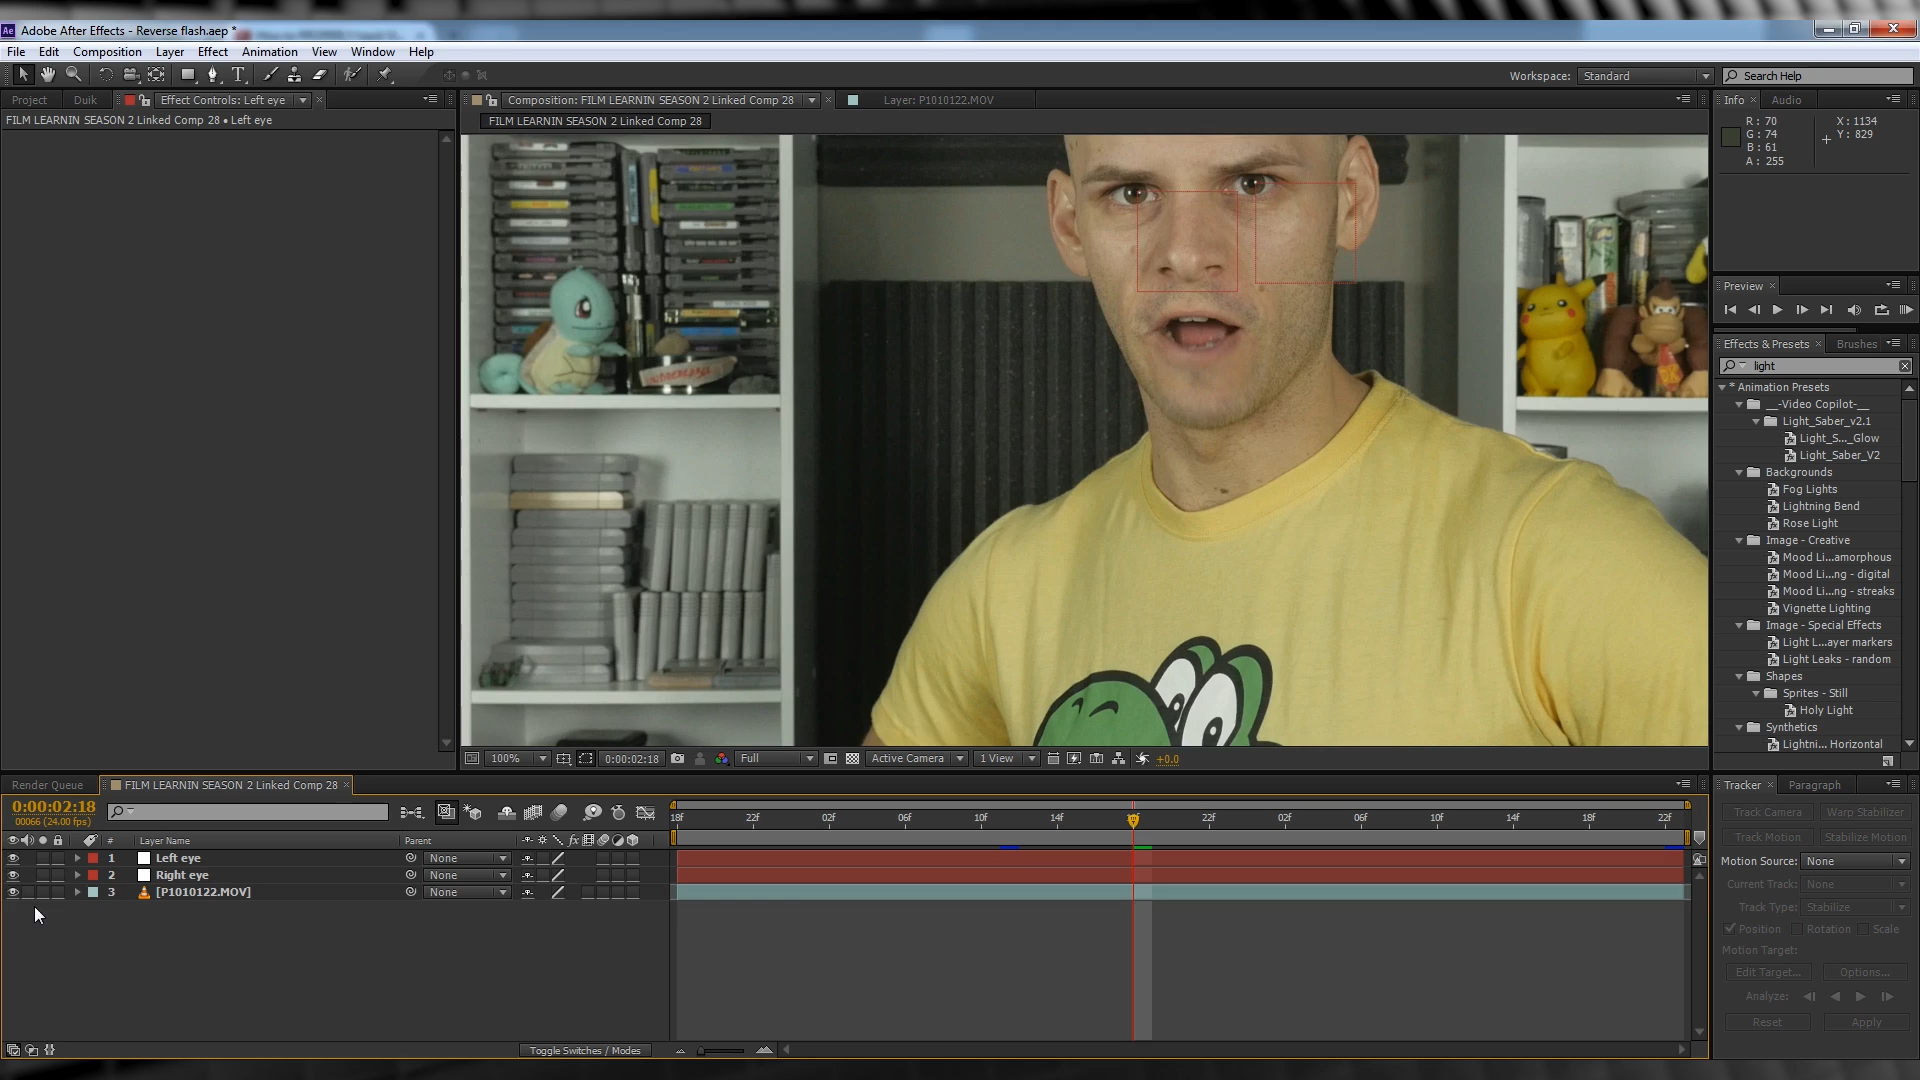 Ae Adobe After Effects - Reverse flash.aep *
File Edit Composition Layer Effect Animation View Window Help
Workspace: Standard
Search Help
Project Duik Effect Controls: Left eye
FILM LEARNIN SEASON 2 Linked Comp 28 • Left eye
Composition: FILM LEARNIN SEASON 2 Linked Comp 28
Layer: P1010122.MOV
FILM LEARNIN SEASON 2 Linked Comp 28
Info Audio
R: 70
G: 74
B: 61
A: 255
X: 1134
Y: 829
Preview
Effects & Presets Brushes
light
* Animation Presets
__-Video Copilot-__
Light_Saber_v2.1
Light_S..._Glow
Light_Saber_V2
Backgrounds
Fog Lights
Lightning Bend
Rose Light
Image - Creative
Mood Li...amorphous
Mood Li...ng - digital
Mood Li...ng - streaks
Vignette Lighting
Image - Special Effects
Light L...ayer markers
Light Leaks - random
Shapes
Sprites - Still
Holy Light
Synthetics
Lightni... Horizontal
100%
0:00:02:18
Full
Active Camera
1 View
+0.0
Render Queue
FILM LEARNIN SEASON 2 Linked Comp 28
0:00:02:18
00066 (24.00 fps)
18f 22f 02f 06f 10f 14f 18f 22f 02f 06f 10f 14f 18f 22f
# Layer Name Parent
1 Left eye None
2 Right eye None
3 [P1010122.MOV] None
Toggle Switches / Modes
Tracker Paragraph
Track Camera Warp Stabilizer
Track Motion Stabilize Motion
Motion Source: None
Current Track: None
Track Type: Stabilize
Position Rotation Scale
Motion Target:
Edit Target... Options...
Analyze:
Reset Apply